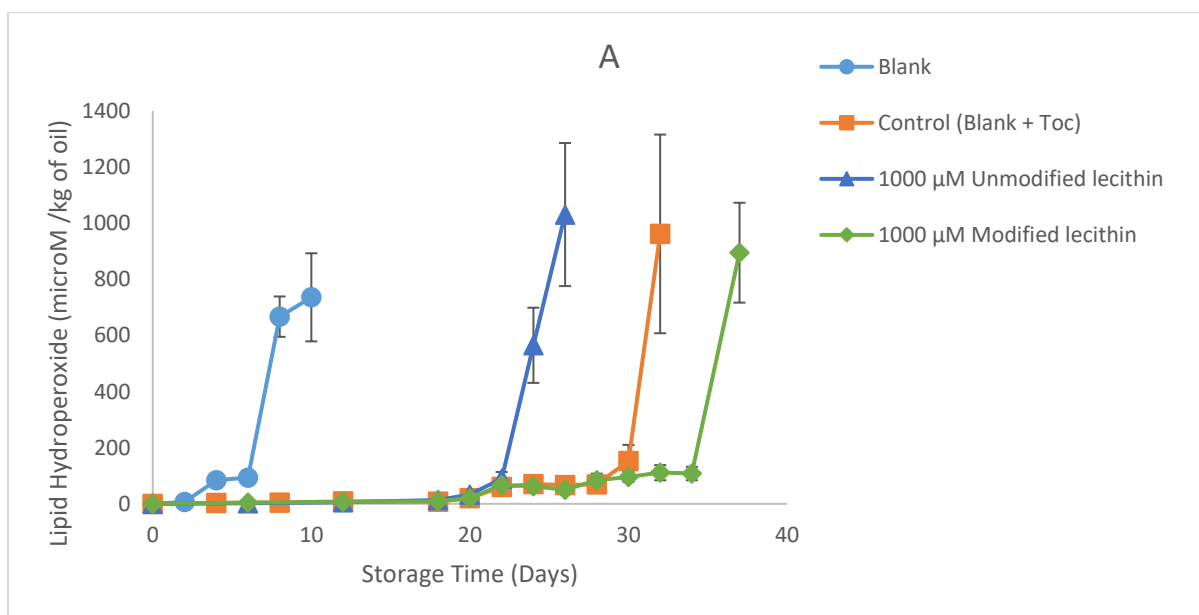 A
Lipid Hydroperoxide (microM /kg of oil)
1400
1200
1000
800
600
400
200
0
0 10 20 30 40
Storage Time (Days)
Blank
Control (Blank + Toc)
1000 µM Unmodified lecithin
1000 µM Modified lecithin